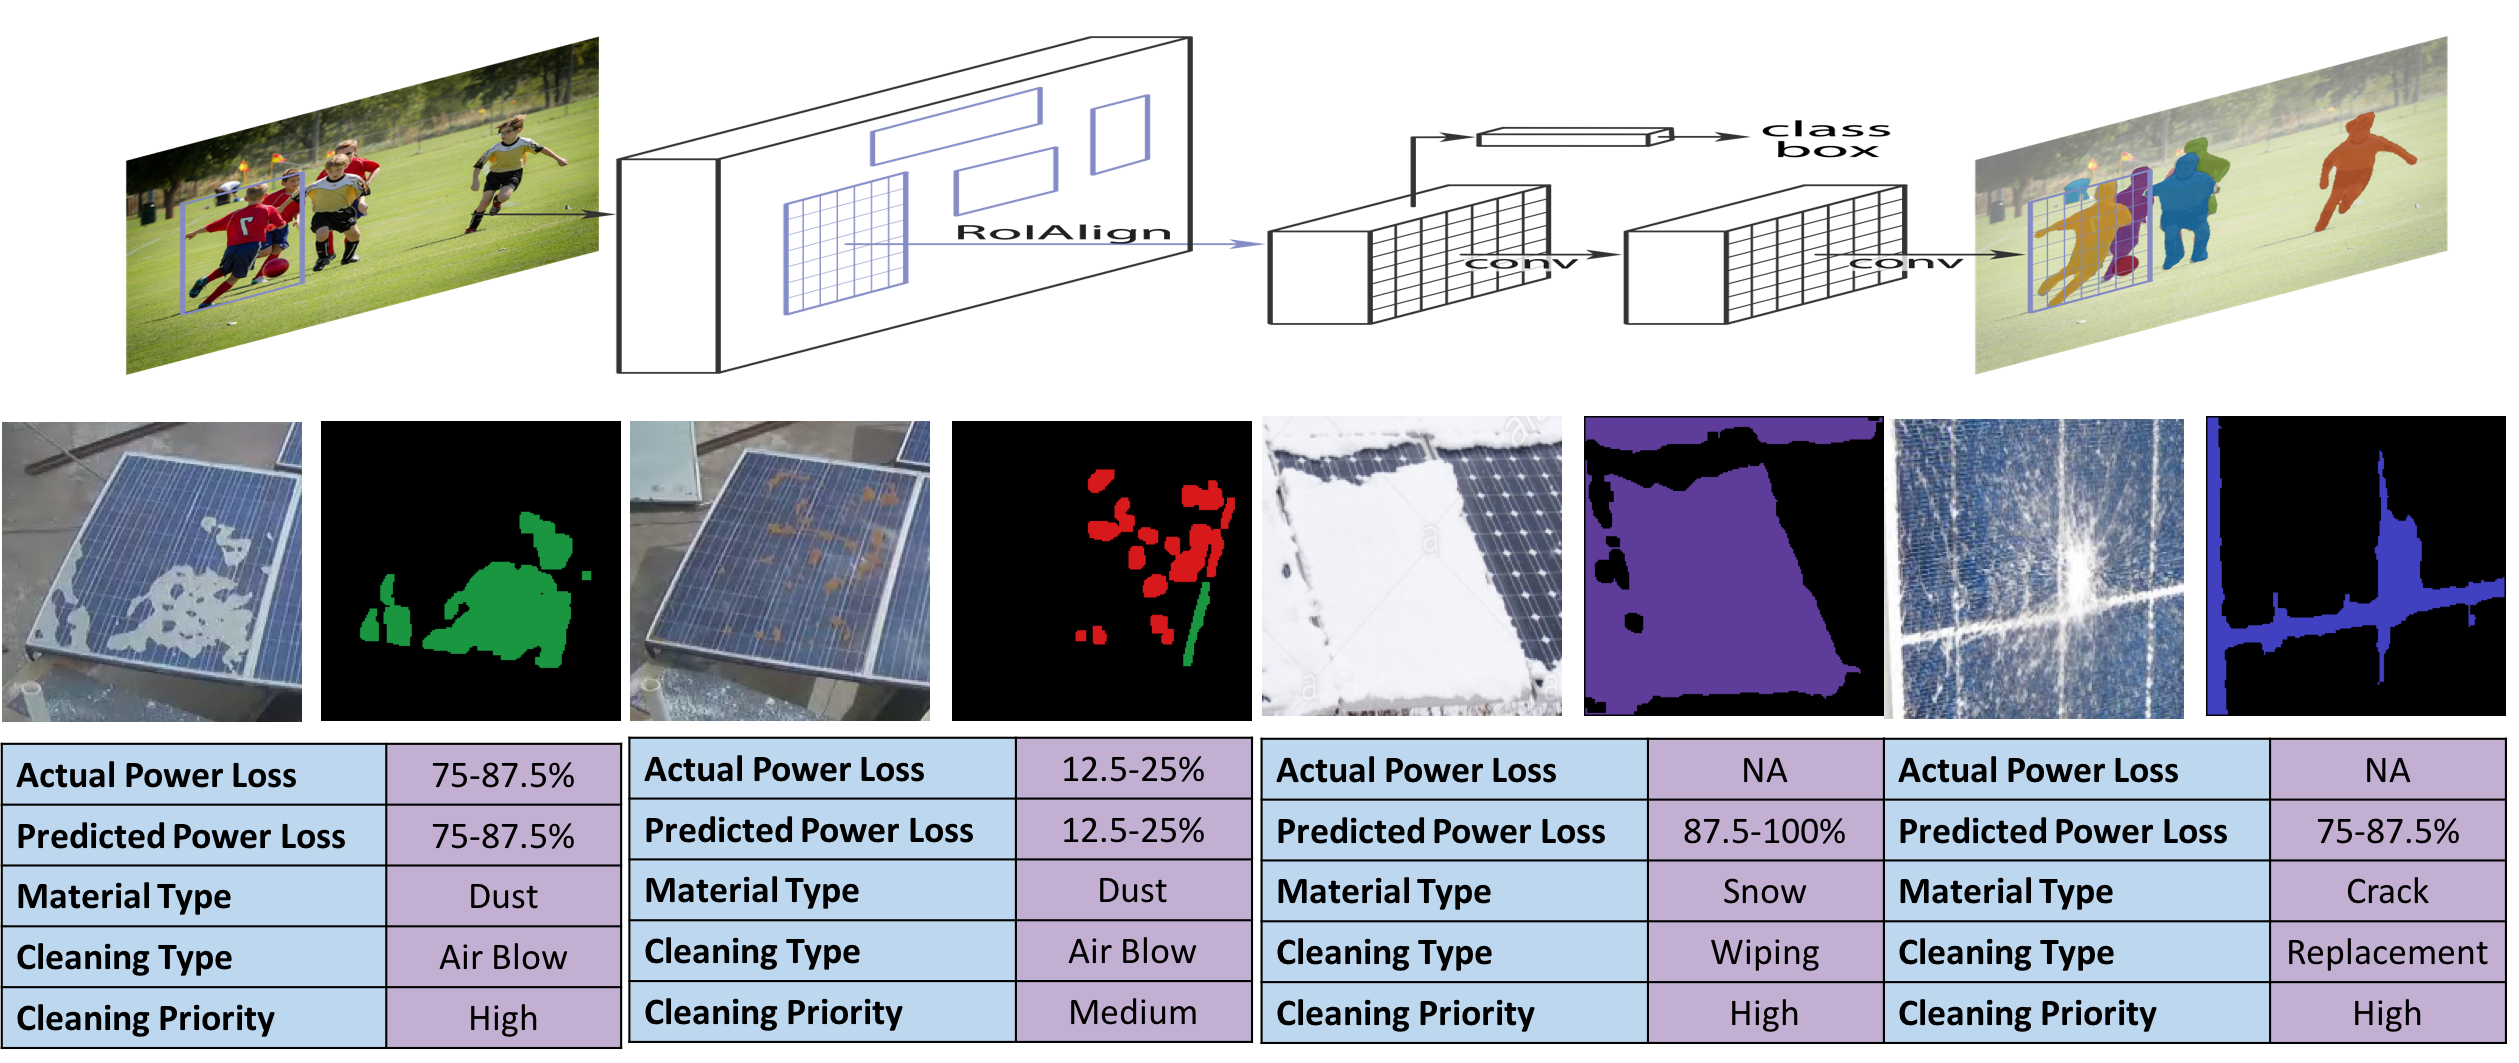 class
box
RoIAlign
conv
conv
7
a
a
a
Actual Power Loss 75-87.5%
Predicted Power Loss 75-87.5%
Material Type Dust
Cleaning Type Air Blow
Cleaning Priority High
Actual Power Loss 12.5-25%
Predicted Power Loss 12.5-25%
Material Type Dust
Cleaning Type Air Blow
Cleaning Priority Medium
Actual Power Loss NA
Predicted Power Loss 87.5-100%
Material Type Snow
Cleaning Type Wiping
Cleaning Priority High
Actual Power Loss NA
Predicted Power Loss 75-87.5%
Material Type Crack
Cleaning Type Replacement
Cleaning Priority High